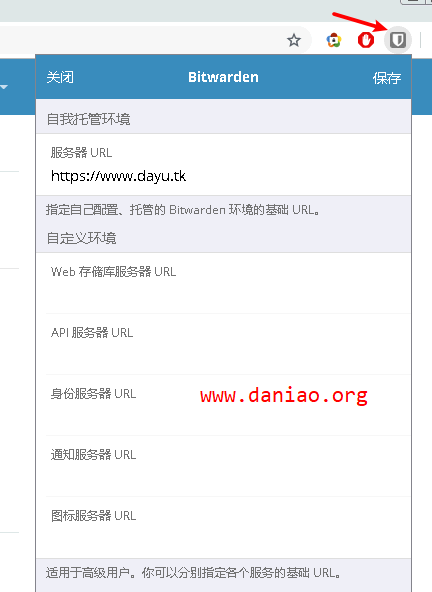 关闭 Bitwarden 保存
自我托管环境
服务器 URL
https://www.dayu.tk
指定自己配置、托管的 Bitwarden 环境的基础 URL。
自定义环境
Web 存储库服务器 URL
API 服务器 URL
身份服务器 URL
www.daniao.org
通知服务器 URL
图标服务器 URL
适用于高级用户。你可以分别指定各个服务的基础 URL。